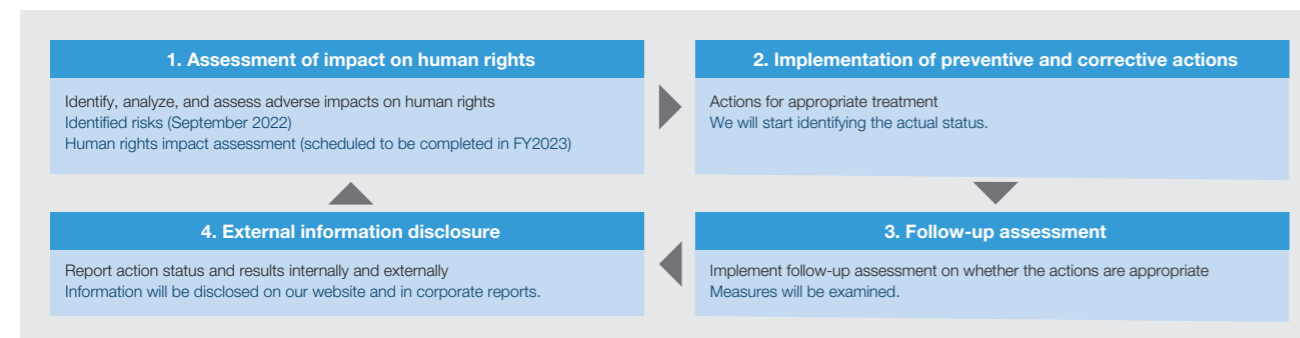 1. Assessment of impact on human rights
Identify, analyze, and assess adverse impacts on human rights
Identified risks (September 2022)
Human rights impact assessment (scheduled to be completed in FY2023)
2. Implementation of preventive and corrective actions
Actions for appropriate treatment
We will start identifying the actual status.
3. Follow-up assessment
Implement follow-up assessment on whether the actions are appropriate
Measures will be examined.
4. External information disclosure
Report action status and results internally and externally
Information will be disclosed on our website and in corporate reports.